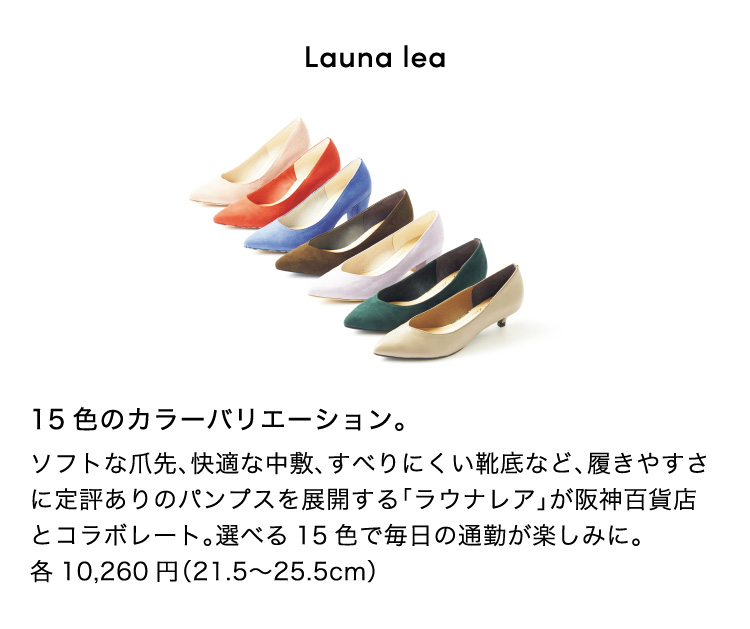 Launa lea
15色のカラーバリエーション。
ソフトな爪先、快適な中敷、すべりにくい靴底など、履きやすさ
に定評ありのパンプスを展開する「ラウナレア」が阪神百貨店
とコラボレート。選べる15色で毎日の通勤が楽しみに。
各10,260円（21.5〜25.5cm）